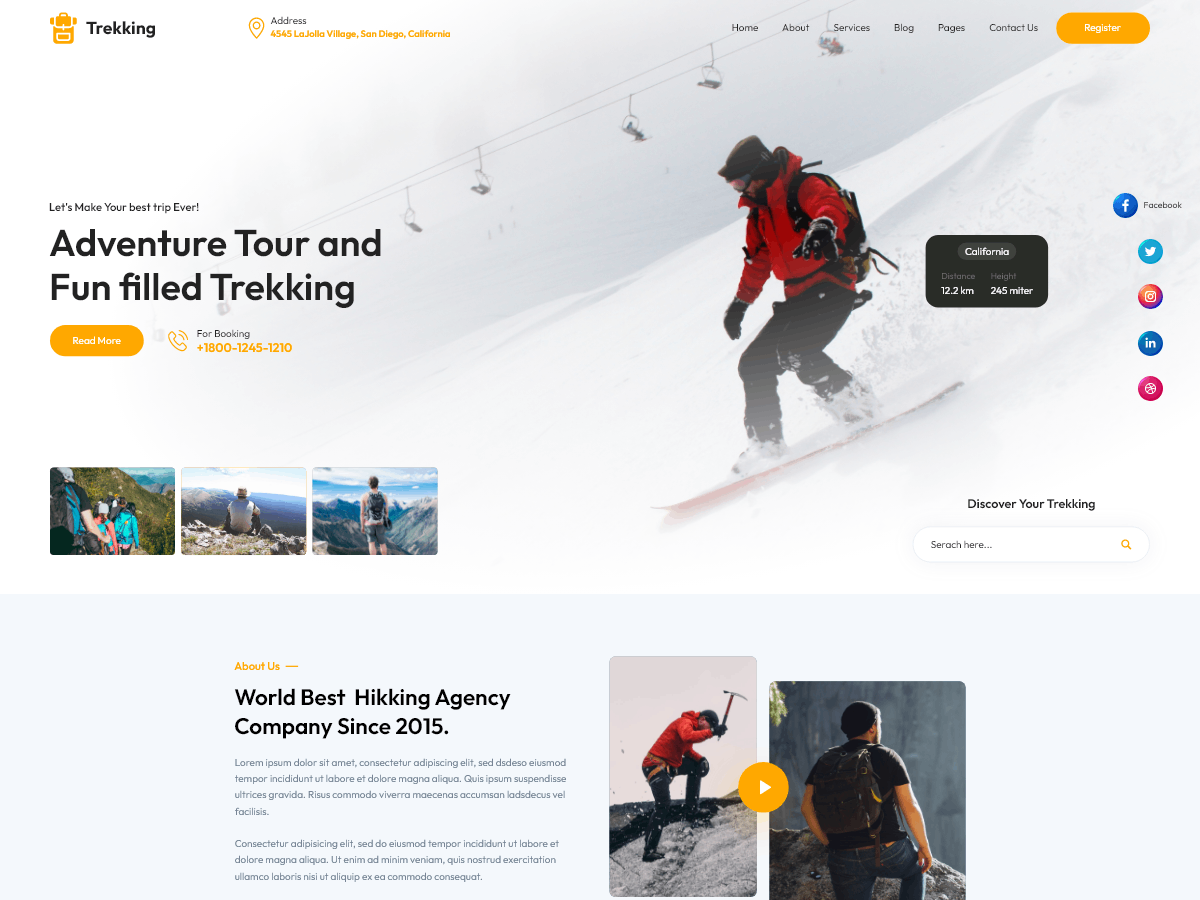 Trekking
Address
4545 LaJolla Village, San Diego, California
Home
About
Services
Blog
Pages
Contact Us
Register
Let's Make Your best trip Ever!
Adventure Tour and
Fun filled Trekking
Read More
For Booking
+1800-1245-1210
California
Distance
Height
12.2 km
245 miter
Facebook
Discover Your Trekking
Serach here...
About Us
World Best Hikking Agency
Company Since 2015.
Lorem ipsum dolor sit amet, consectetur adipiscing elit, sed dsdeso eiusmod
tempor incididunt ut labore et dolore magna aliqua. Quis ipsum suspendisse
ultrices gravida. Risus commodo viverra maecenas accumsan ladsdecus vel
facilisis.
Consectetur adipisicing elit, sed do eiusmod tempor incididunt ut labore et
dolore magna aliqua. Ut enim ad minim veniam, quis nostrud exercitation
ullamco laboris nisi ut aliquip ex ea commodo consequat.